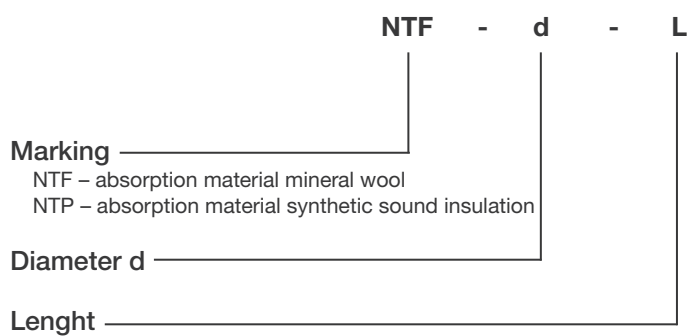 NTF - d - L
Marking
NTF – absorption material mineral wool
NTP – absorption material synthetic sound insulation
Diameter d
Lenght